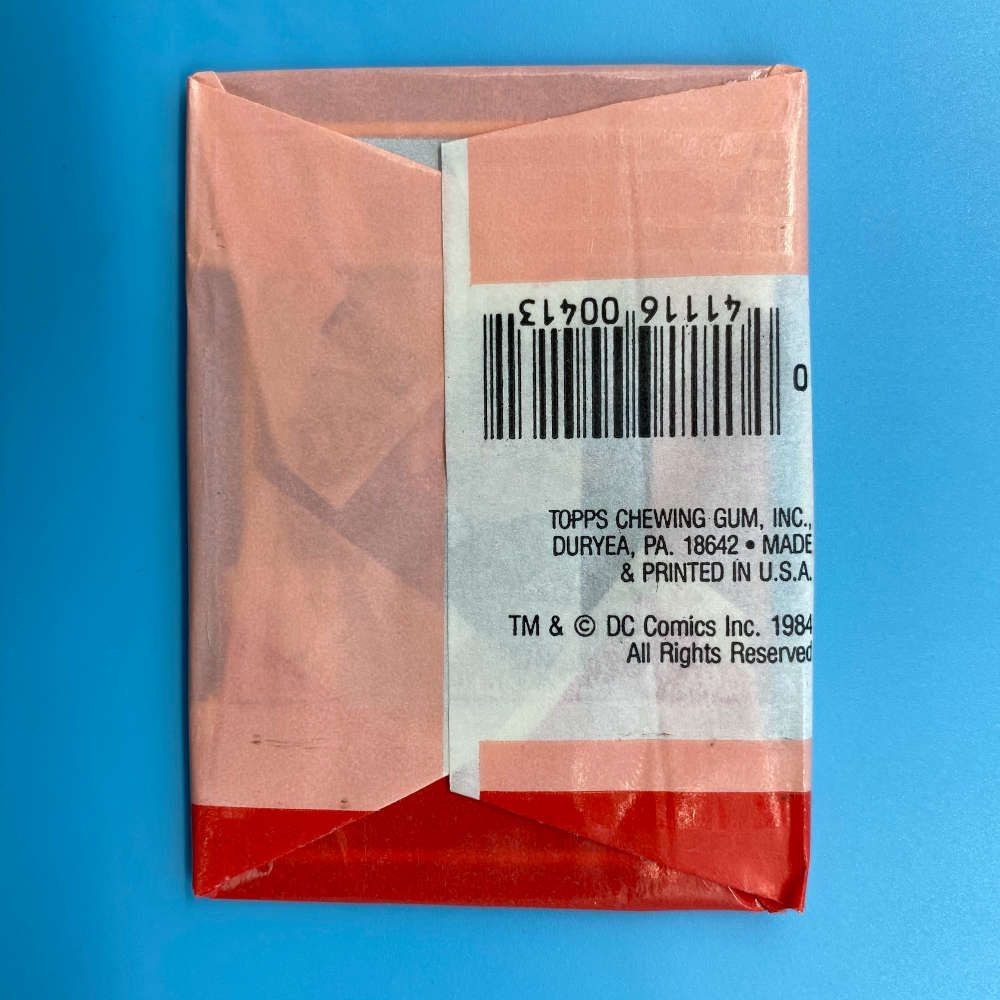 41116 00413
0
TOPPS CHEWING GUM, INC.,
DURYEA, PA. 18642 • MADE
& PRINTED IN U.S.A.
TM & © DC Comics Inc. 1984
All Rights Reserved